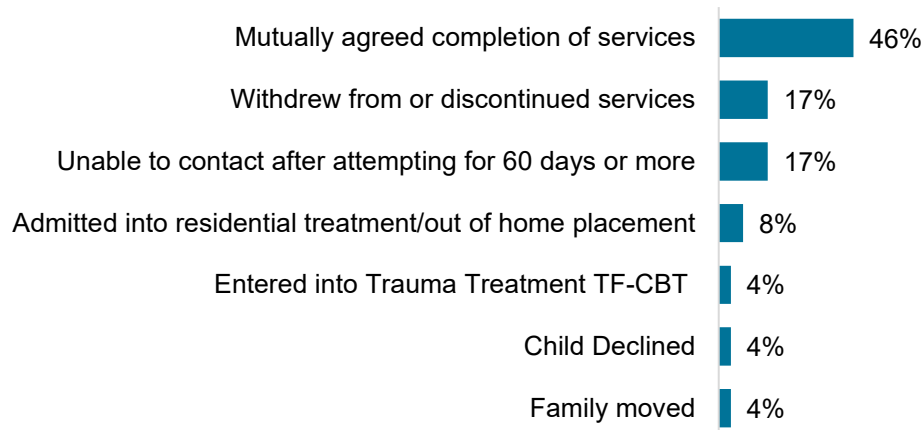 Mutually agreed completion of services 46%
Withdrew from or discontinued services 17%
Unable to contact after attempting for 60 days or more 17%
Admitted into residential treatment/out of home placement 8%
Entered into Trauma Treatment TF-CBT 4%
Child Declined 4%
Family moved 4%